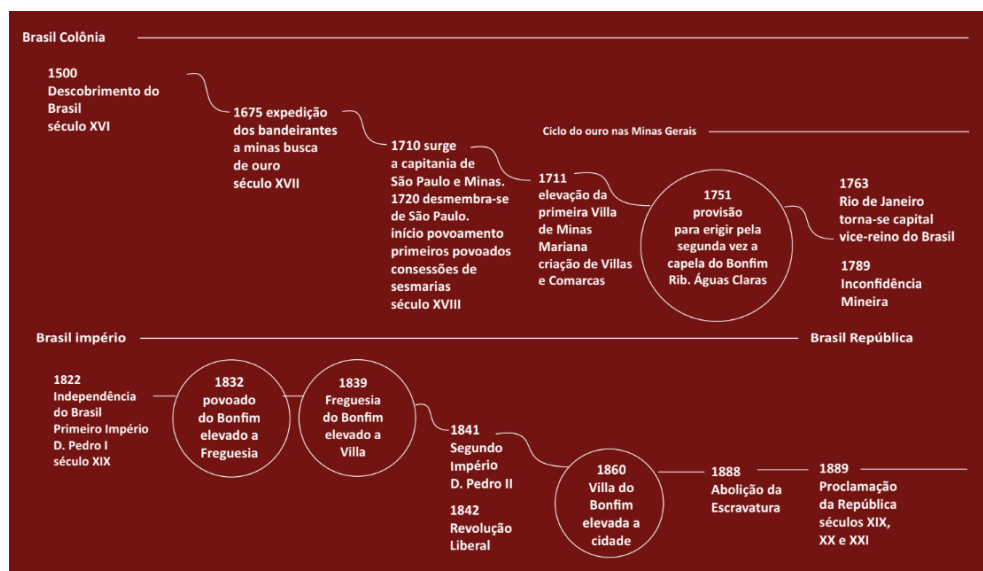 Brasil Colônia
1500
Descobrimento do
Brasil
século XVI
1675 expedição
dos bandeirantes
a minas busca
de ouro
século XVII
1710 surge
a capitania de
São Paulo e Minas.
1720 desmembra-se
de São Paulo.
início povoamento
primeiros povoados
consessões de
sesmarias
século XVIII
Ciclo do ouro nas Minas Gerais
1711
elevação da
primeira Villa
de Minas
Mariana
criação de Villas
e Comarcas
1751
provisão
para erigir pela
segunda vez a
capela do Bonfim
Rib. Águas Claras
1763
Rio de Janeiro
torna-se capital
vice-reino do Brasil
1789
Inconfidência
Mineira
Brasil império
Brasil República
1822
Independência
do Brasil
Primeiro Império
D. Pedro I
século XIX
1832
povoado
do Bonfim
elevado a
Freguesia
1839
Freguesia
do Bonfim
elevado a
Villa
1841
Segundo
Império
D. Pedro II
1842
Revolução
Liberal
1860
Villa do
Bonfim
elevada a
cidade
1888
Abolição da
Escravatura
1889
Proclamação
da República
séculos XIX,
XX e XXI